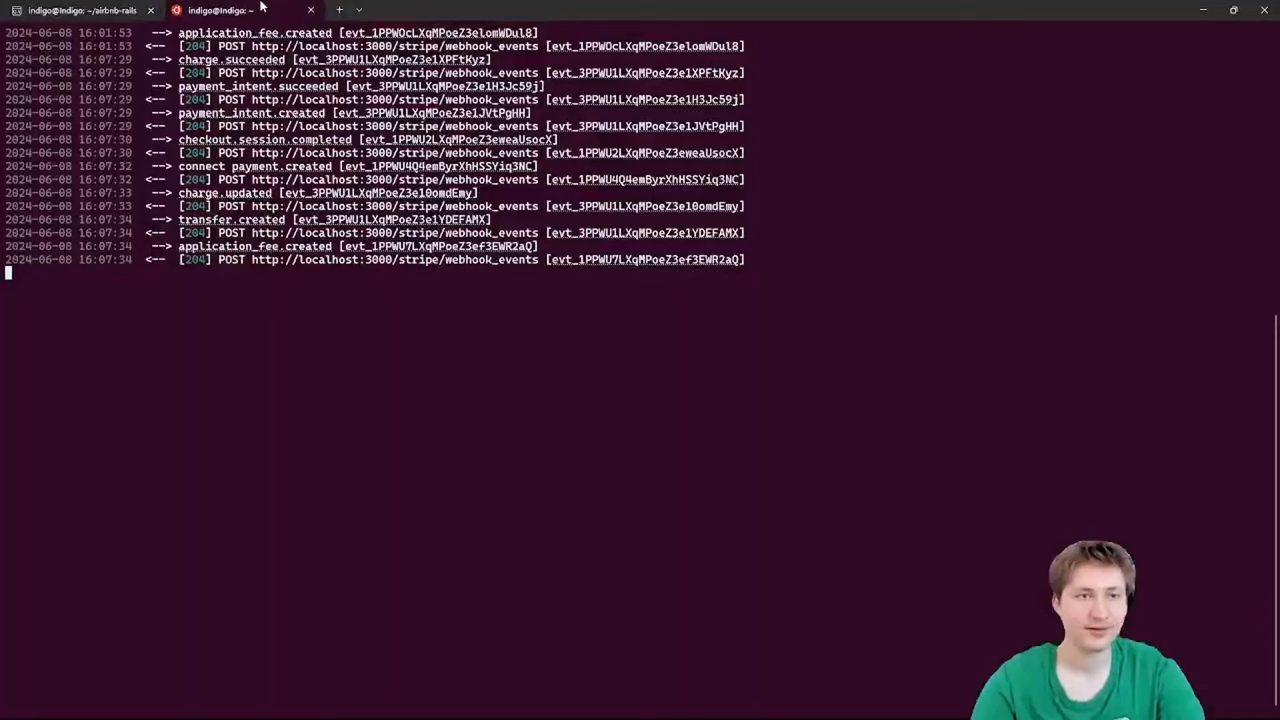 indigo@Indigo: ~/airbnb-rails
indigo@Indigo: ~
2024-06-08 16:01:53 --> application_fee.created [evt_1PPWOcLXqMPoeZ3elomWDul8]
2024-06-08 16:01:53 <-- [204] POST http://localhost:3000/stripe/webhook_events [evt_1PPWOcLXqMPoeZ3elomWDul8]
2024-06-08 16:07:29 --> charge.succeeded [evt_3PPWU1LXqMPoeZ3e1XPFtKyz]
2024-06-08 16:07:29 <-- [204] POST http://localhost:3000/stripe/webhook_events [evt_3PPWU1LXqMPoeZ3e1XPFtKyz]
2024-06-08 16:07:29 --> payment_intent.succeeded [evt_3PPWU1LXqMPoeZ3e1H3Jc59j]
2024-06-08 16:07:29 <-- [204] POST http://localhost:3000/stripe/webhook_events [evt_3PPWU1LXqMPoeZ3e1H3Jc59j]
2024-06-08 16:07:29 --> payment_intent.created [evt_3PPWU1LXqMPoeZ3e1JVtPgHH]
2024-06-08 16:07:29 <-- [204] POST http://localhost:3000/stripe/webhook_events [evt_3PPWU1LXqMPoeZ3e1JVtPgHH]
2024-06-08 16:07:30 --> checkout.session.completed [evt_1PPWU2LXqMPoeZ3eweaUsocX]
2024-06-08 16:07:30 <-- [204] POST http://localhost:3000/stripe/webhook_events [evt_1PPWU2LXqMPoeZ3eweaUsocX]
2024-06-08 16:07:32 --> connect payment.created [evt_1PPWU4Q4emByrXhHSSYiq3NC]
2024-06-08 16:07:32 <-- [204] POST http://localhost:3000/stripe/webhook_events [evt_1PPWU4Q4emByrXhHSSYiq3NC]
2024-06-08 16:07:33 --> charge.updated [evt_3PPWU1LXqMPoeZ3e10omdEmy]
2024-06-08 16:07:33 <-- [204] POST http://localhost:3000/stripe/webhook_events [evt_3PPWU1LXqMPoeZ3e10omdEmy]
2024-06-08 16:07:34 --> transfer.created [evt_3PPWU1LXqMPoeZ3e1YDEFAMX]
2024-06-08 16:07:34 <-- [204] POST http://localhost:3000/stripe/webhook_events [evt_3PPWU1LXqMPoeZ3e1YDEFAMX]
2024-06-08 16:07:34 --> application_fee.created [evt_1PPWU7LXqMPoeZ3ef3EWR2aQ]
2024-06-08 16:07:34 <-- [204] POST http://localhost:3000/stripe/webhook_events [evt_1PPWU7LXqMPoeZ3ef3EWR2aQ]